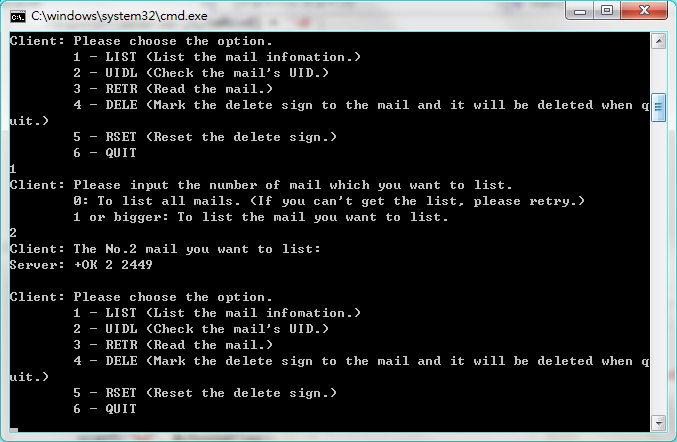 C:\windows\system32\cmd.exe
Client: Please choose the option.
1 - LIST (List the mail infomation.)
2 - UIDL (Check the mail's UID.)
3 - RETR (Read the mail.)
4 - DELE (Mark the delete sign to the mail and it will be deleted when q
uit.)
5 - RSET (Reset the delete sign.)
6 - QUIT
1
Client: Please input the number of mail which you want to list.
0: To list all mails. (If you can't get the list, please retry.)
1 or bigger: To list the mail you want to list.
2
Client: The No.2 mail you want to list:
Server: +OK 2 2449
Client: Please choose the option.
1 - LIST (List the mail infomation.)
2 - UIDL (Check the mail's UID.)
3 - RETR (Read the mail.)
4 - DELE (Mark the delete sign to the mail and it will be deleted when q
uit.)
5 - RSET (Reset the delete sign.)
6 - QUIT